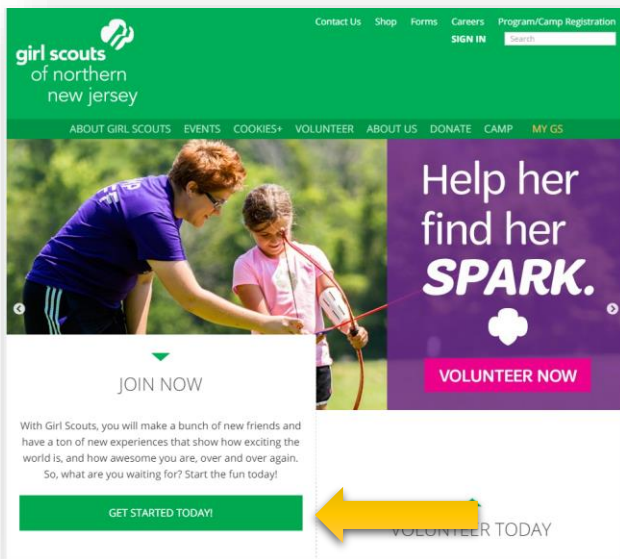 Contact Us Shop Forms Careers Program/Camp Registration
SIGN IN Search
girl scouts
of northern
new jersey
ABOUT GIRL SCOUTS EVENTS COOKIES+ VOLUNTEER ABOUT US DONATE CAMP MY GS
Help her
find her
SPARK.
VOLUNTEER NOW
JOIN NOW
With Girl Scouts, you will make a bunch of new friends and
have a ton of new experiences that show how exciting the
world is, and how awesome you are, over and over again.
So, what are you waiting for? Start the fun today!
GET STARTED TODAY!
VOLUNTEER TODAY